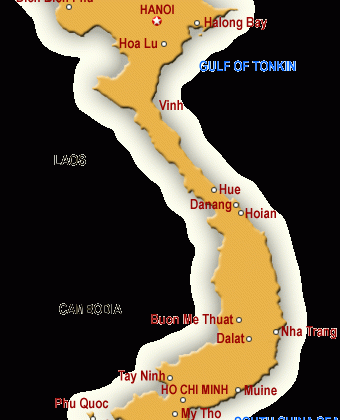 Dien Bien Phu
HANOI
Halong Bay
Hoa Lu
GULF OF TONKIN
Vinh
LAOS
Hue
Danang
Hoian
CAMBODIA
Buon Me Thuat
Nha Trang
Dalat
Tay Ninh
HO CHI MINH
Muine
Phu Quoc
My Tho
SOUTH CHINA SEA